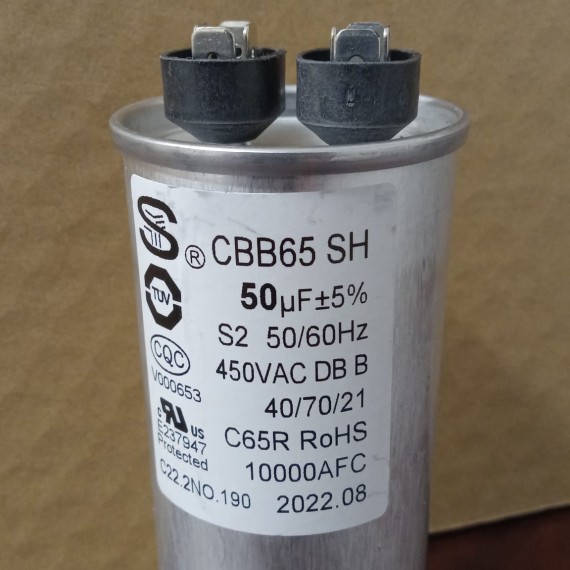 ® CBB65 SH
50μF±5%
S2 50/60Hz
450VAC DB B
40/70/21
C65R RoHS
10000AFC
2022.08
TÜV
CQC
V000653
US
E237947
Protected
C22.2NO.190